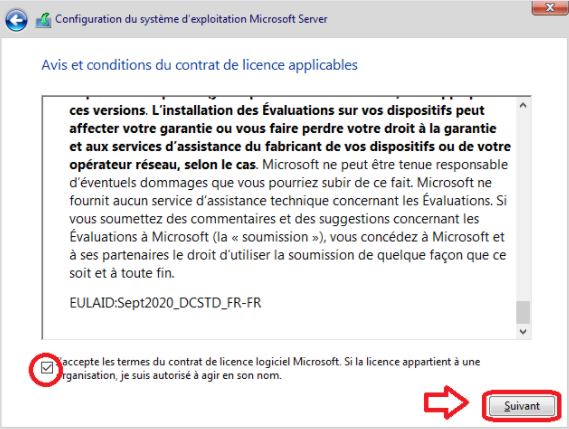 Configuration du système d'exploitation Microsoft Server
Avis et conditions du contrat de licence applicables
ces versions. L'installation des Évaluations sur vos dispositifs peut
affecter votre garantie ou vous faire perdre votre droit à la garantie
et aux services d'assistance du fabricant de vos dispositifs ou de votre
opérateur réseau, selon le cas. Microsoft ne peut être tenue responsable
d'éventuels dommages que vous pourriez subir de ce fait. Microsoft ne
fournit aucun service d'assistance technique concernant les Évaluations. Si
vous soumettez des commentaires et des suggestions concernant les
Évaluations à Microsoft (la « soumission »), vous concédez à Microsoft et
à ses partenaires le droit d'utiliser la soumission de quelque façon que ce
soit et à toute fin.
EULAID:Sept2020_DCSTD_FR-FR
J'accepte les termes du contrat de licence logiciel Microsoft. Si la licence appartient à une
organisation, je suis autorisé à agir en son nom.
Suivant